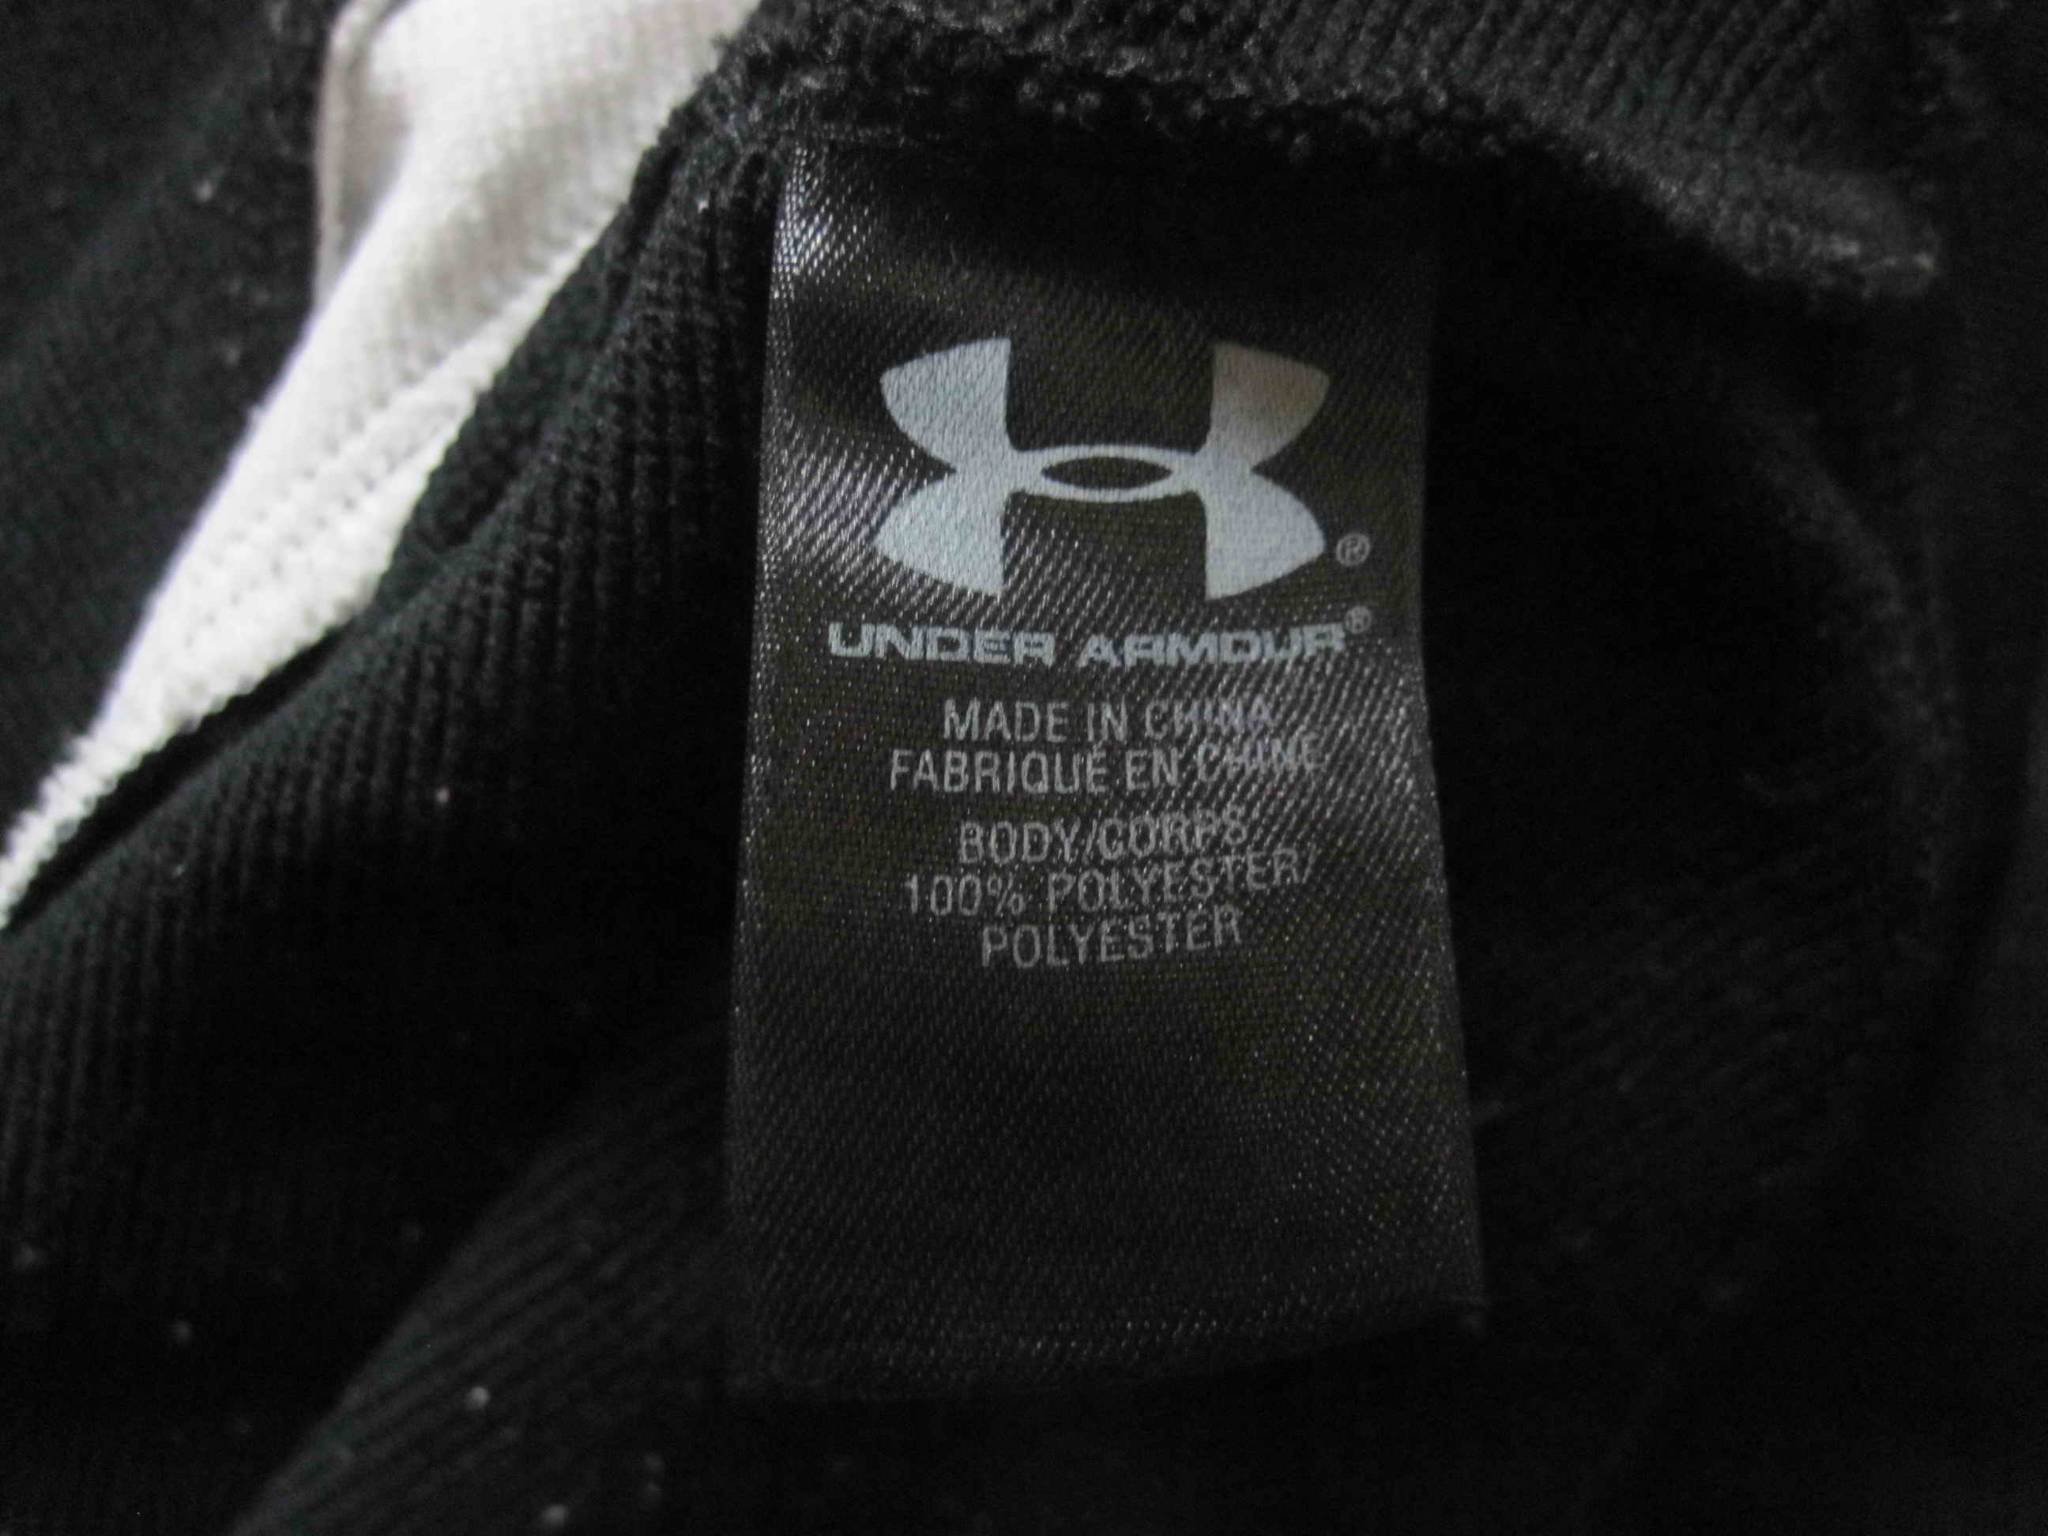 ®
UNDER ARMOUR®
MADE IN CHINA
FABRIQUÉ EN CHINE
BODY/CORPS
100% POLYESTER/
POLYESTER